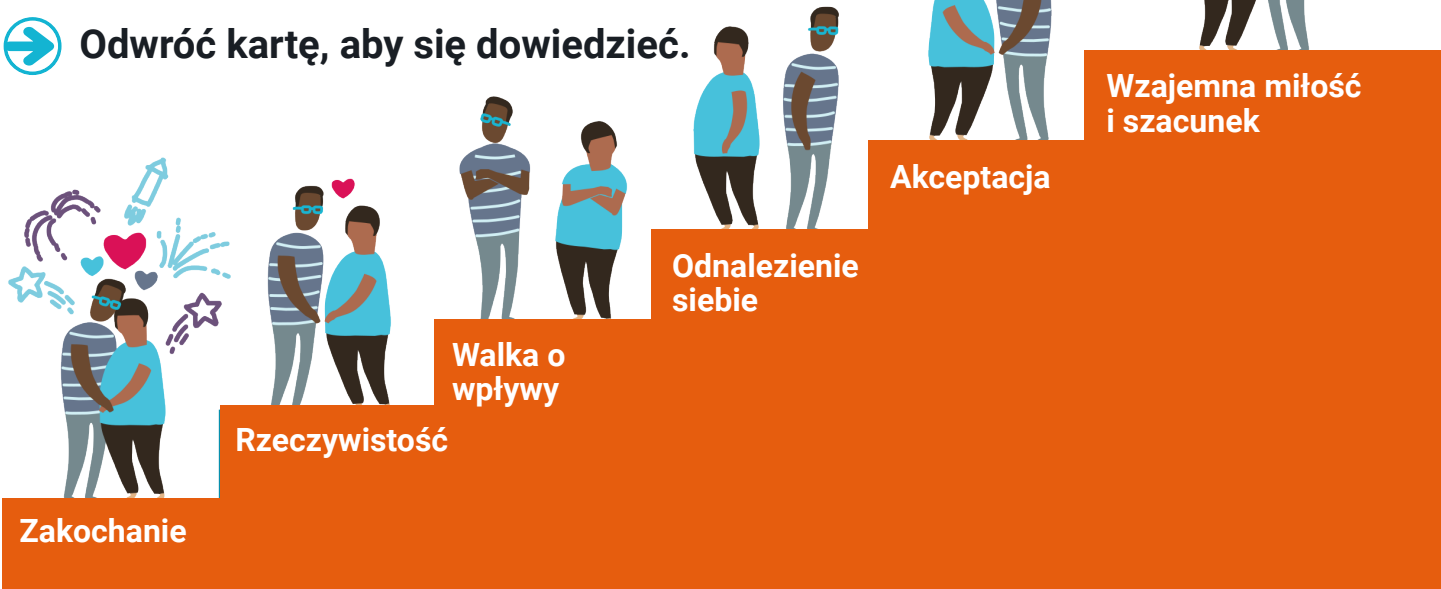 Odwróć kartę, aby się dowiedzieć.
Wzajemna miłość
i szacunek
Akceptacja
Odnalezienie
siebie
Walka o
wpływy
Rzeczywistość
Zakochanie